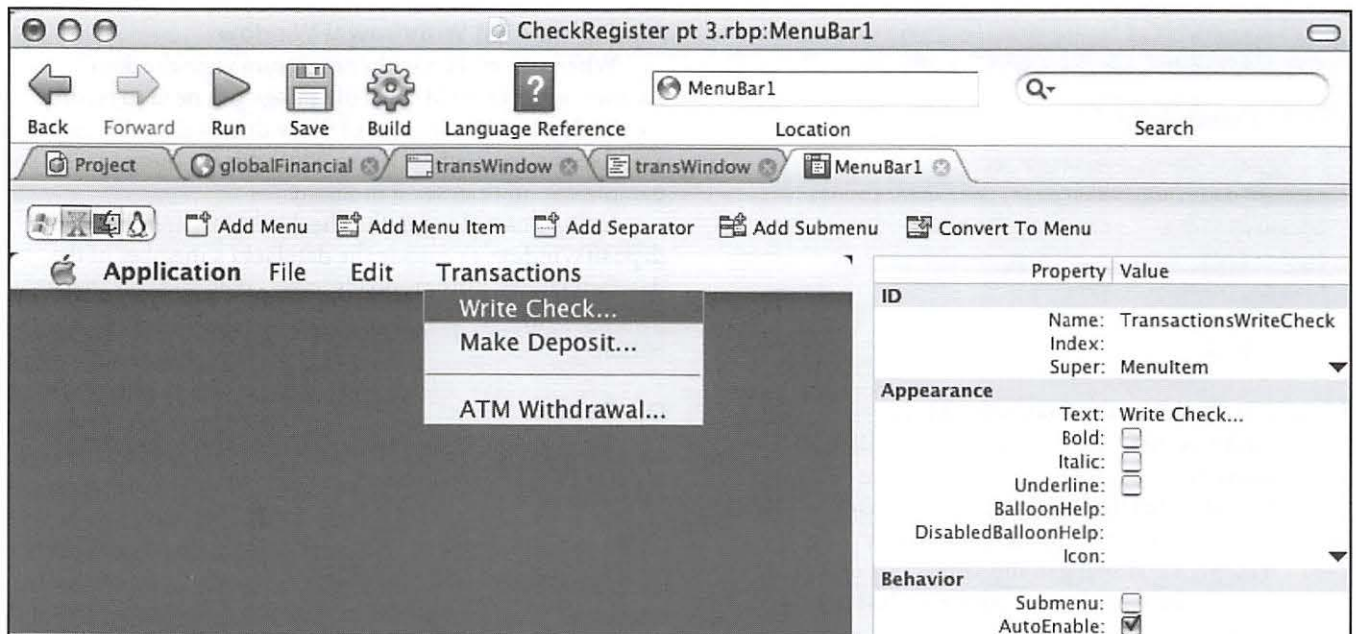 CheckRegister pt 3.rbp:MenuBar1
MenuBar1
Back Forward Run Save Build Language Reference Location Search
Project globalFinancial transWindow transWindow MenuBar1
Add Menu Add Menu Item Add Separator Add Submenu Convert To Menu
Application File Edit Transactions
Write Check...
Make Deposit...
ATM Withdrawal...
Property Value
ID
Name: TransactionsWriteCheck
Index:
Super: MenuItem
Appearance
Text: Write Check...
Bold:
Italic:
Underline:
BalloonHelp:
DisabledBalloonHelp:
Icon:
Behavior
Submenu:
AutoEnable: